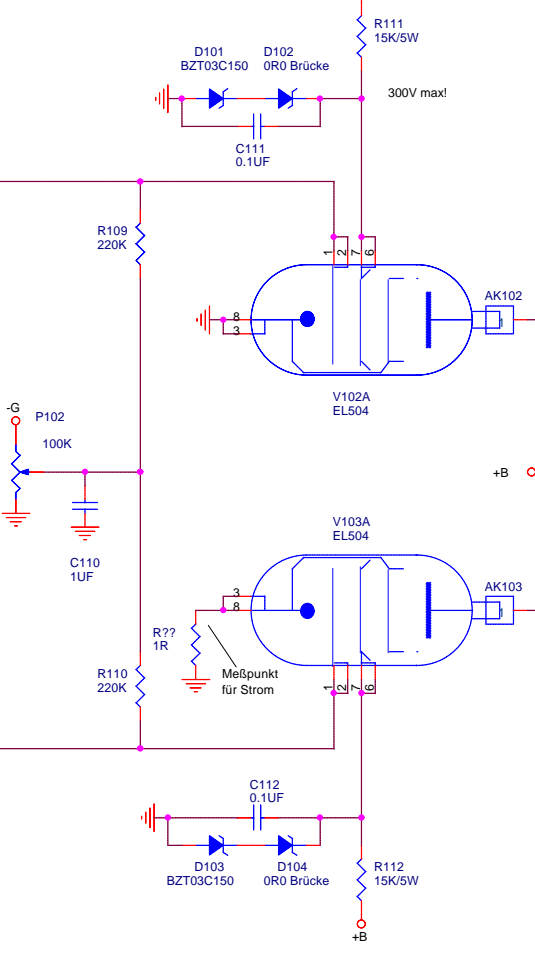 R111
15K/5W
D101
BZT03C150
D102
0R0 Brücke
300V max!
C111
0.1UF
R109
220K
1
2
7
6
8
3
AK102
1
V102A
EL504
-G
P102
100K
+B
C110
1UF
V103A
EL504
3
8
AK103
1
R??
1R
Meßpunkt
für Strom
R110
220K
1
2
7
6
C112
0.1UF
D103
BZT03C150
D104
0R0 Brücke
R112
15K/5W
+B